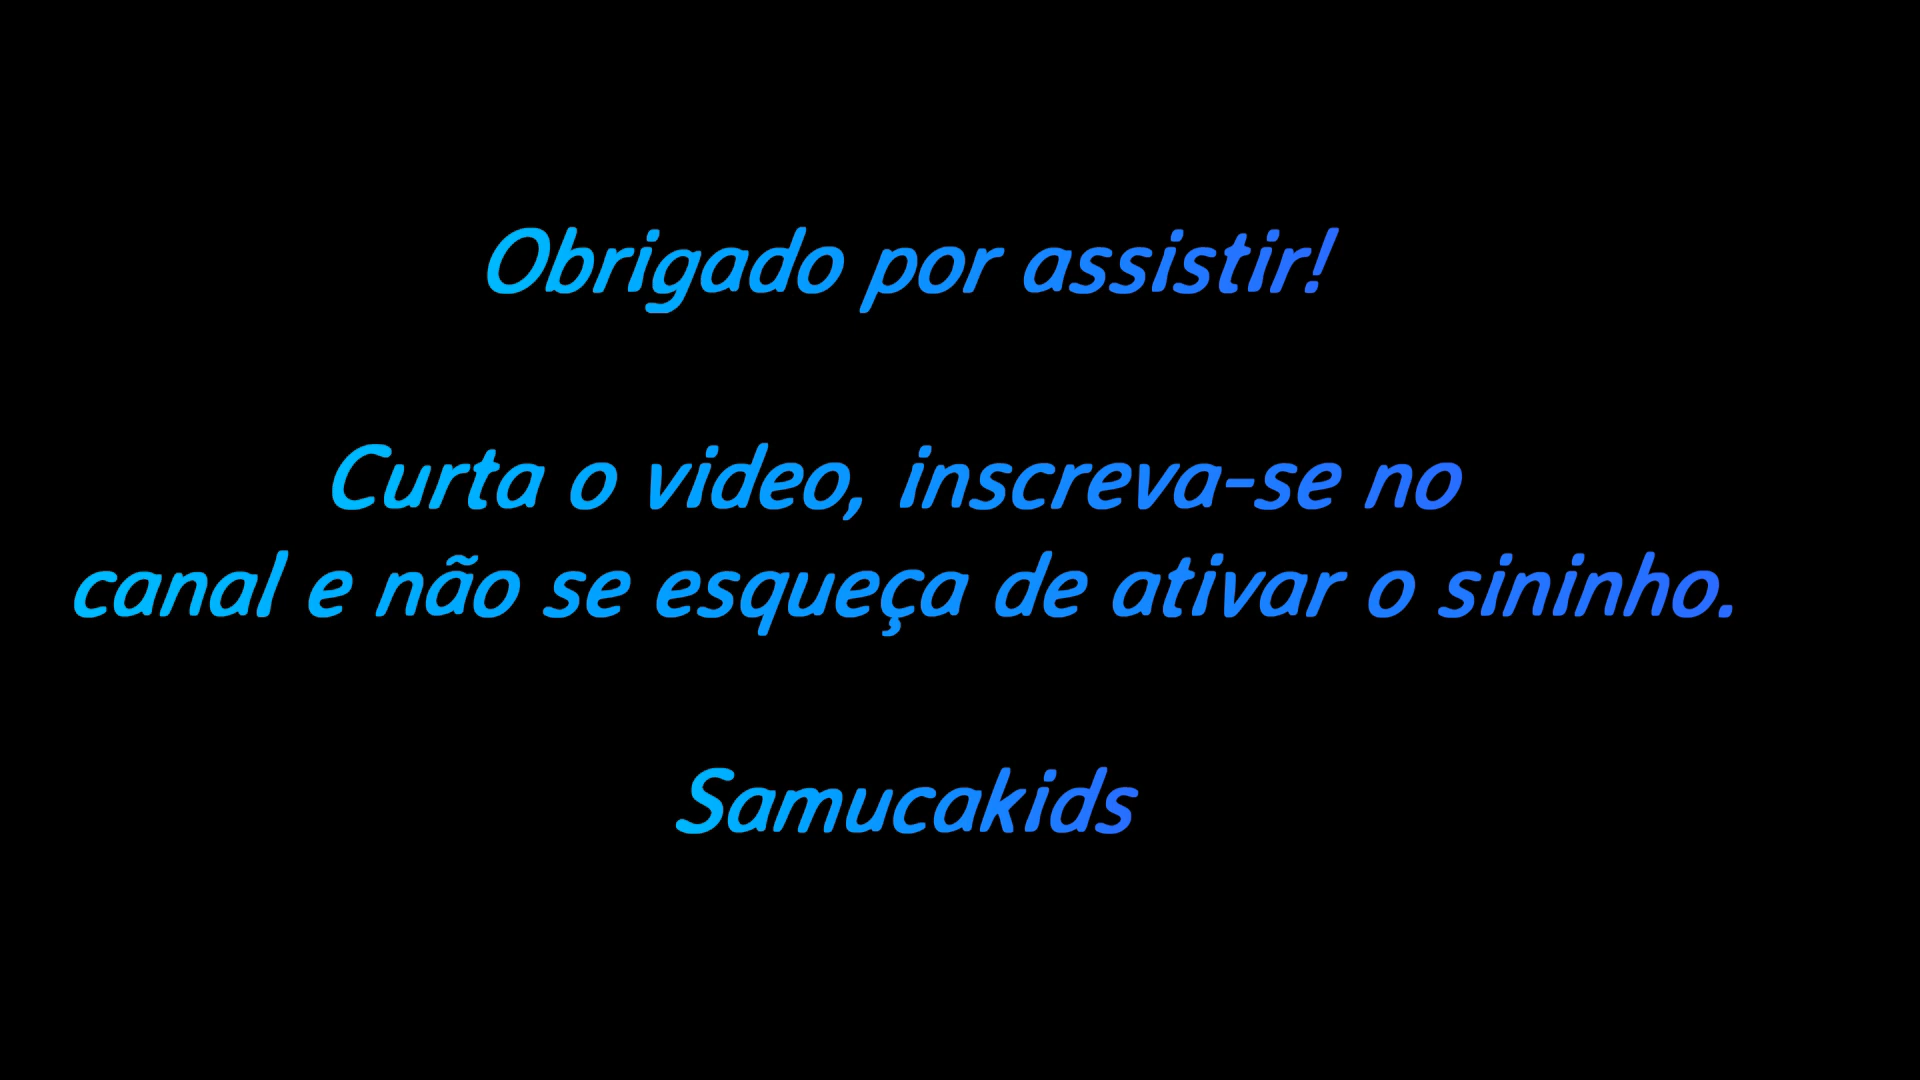 Obrigado por assistir!
Curta o video, inscreva-se no
canal e não se esqueça de ativar o sininho.
Samucakids